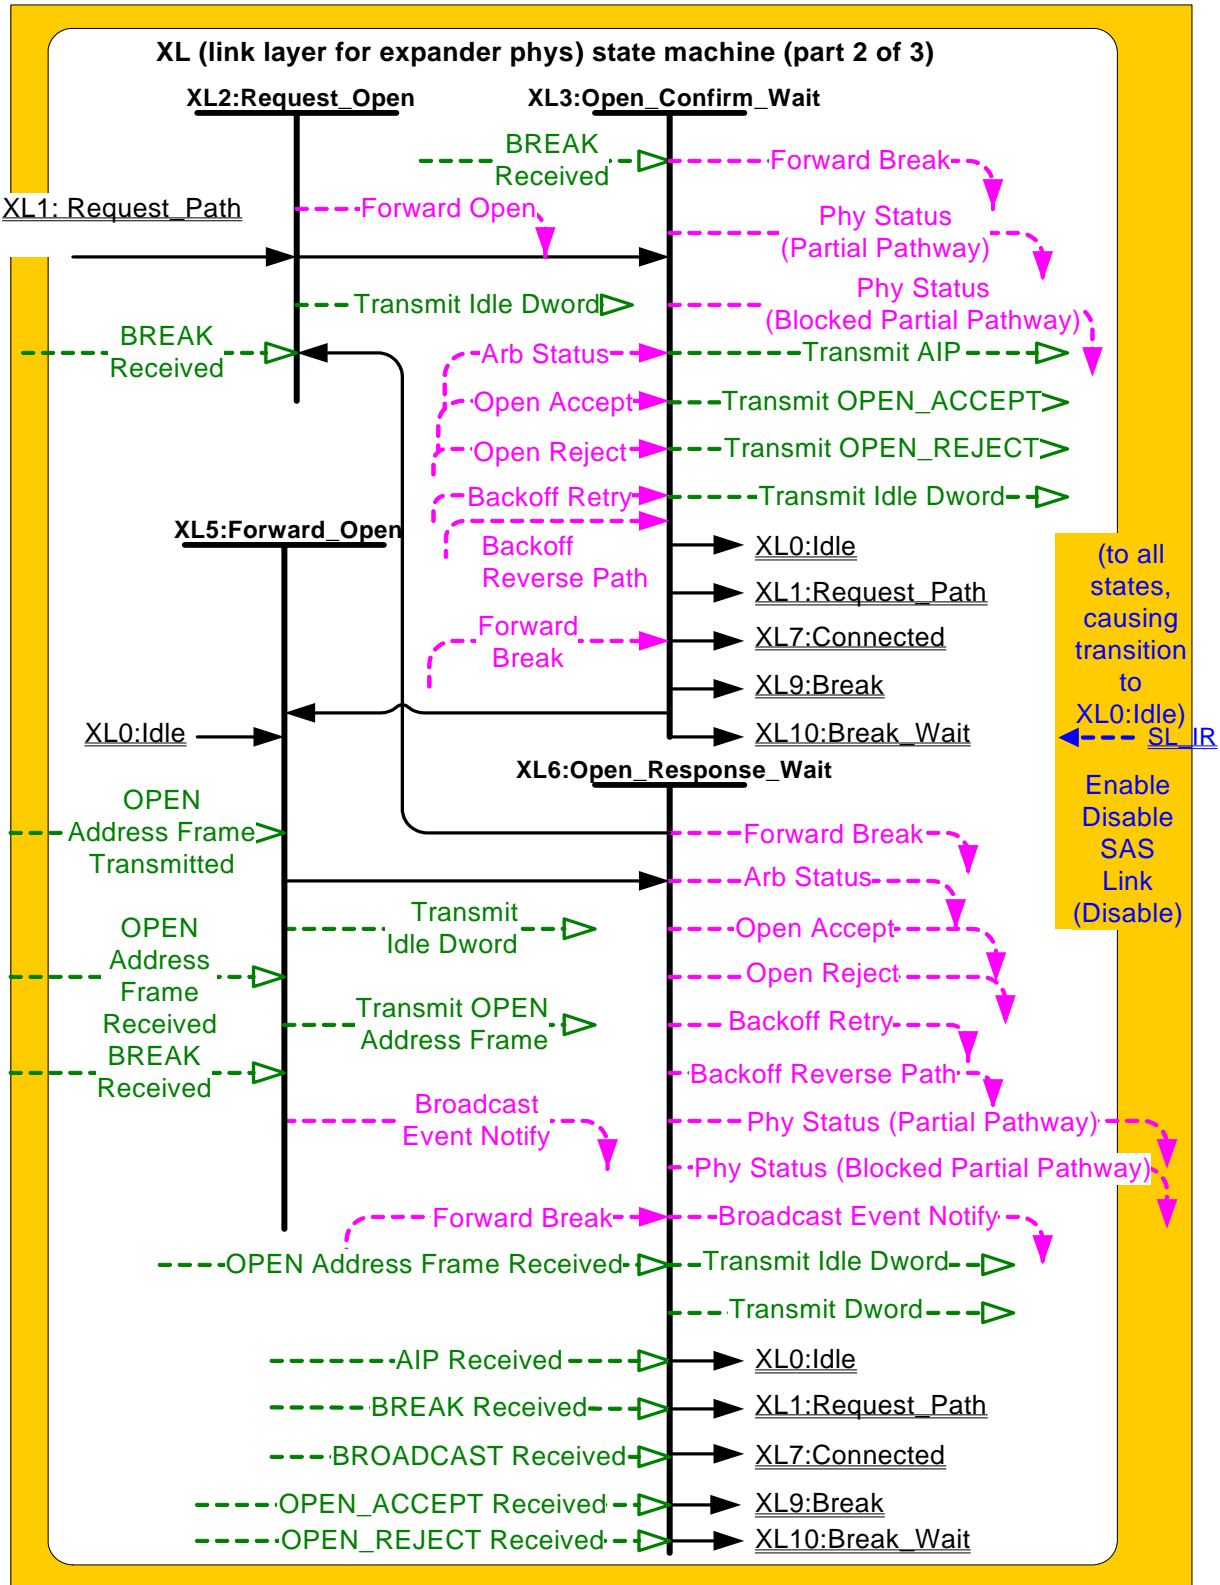 XL (link layer for expander phys) state machine (part 2 of 3)
XL2:Request_Open
XL3:Open_Confirm_Wait
BREAK
Received
Forward Break
XL1: Request_Path
Forward Open
Phy Status
(Partial Pathway)
Transmit Idle Dword
Phy Status
(Blocked Partial Pathway)
BREAK
Received
Arb Status
Transmit AIP
Open Accept
Transmit OPEN_ACCEPT
Open Reject
Transmit OPEN_REJECT
Backoff Retry
Transmit Idle Dword
XL5:Forward_Open
Backoff
Reverse Path
XL0:Idle
XL1:Request_Path
Forward
Break
XL7:Connected
XL9:Break
XL0:Idle
XL10:Break_Wait
(to all
states,
causing
transition
to
XL0:Idle)
SL_IR
Enable
Disable
SAS
Link
(Disable)
XL6:Open_Response_Wait
OPEN
Address Frame
Transmitted
Forward Break
Arb Status
Transmit
Idle Dword
Open Accept
OPEN
Address
Frame
Received
Open Reject
Transmit OPEN
Address Frame
Backoff Retry
BREAK
Received
Backoff Reverse Path
Broadcast
Event Notify
Phy Status (Partial Pathway)
Phy Status (Blocked Partial Pathway)
Forward Break
Broadcast Event Notify
OPEN Address Frame Received
Transmit Idle Dword
Transmit Dword
AIP Received
XL0:Idle
BREAK Received
XL1:Request_Path
BROADCAST Received
XL7:Connected
OPEN_ACCEPT Received
XL9:Break
OPEN_REJECT Received
XL10:Break_Wait